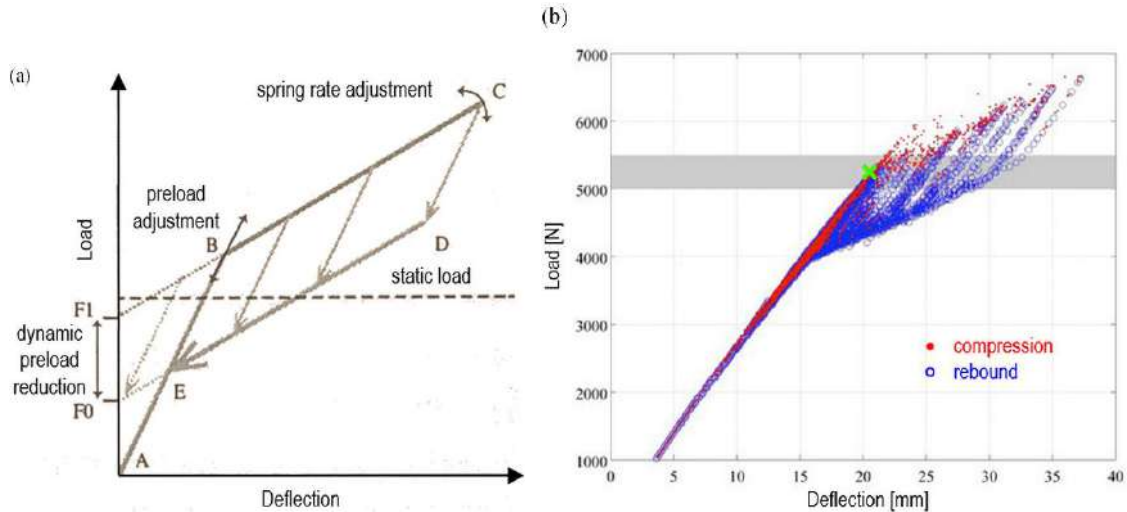 (a)
spring rate adjustment
C
preload
adjustment
B
D
static load
Load
F1
dynamic
preload
reduction
F0
E
A
Deflection
(b)
7000
6000
5000
4000
3000
2000
1000
Load [N]
compression
rebound
0 5 10 15 20 25 30 35 40
Deflection [mm]